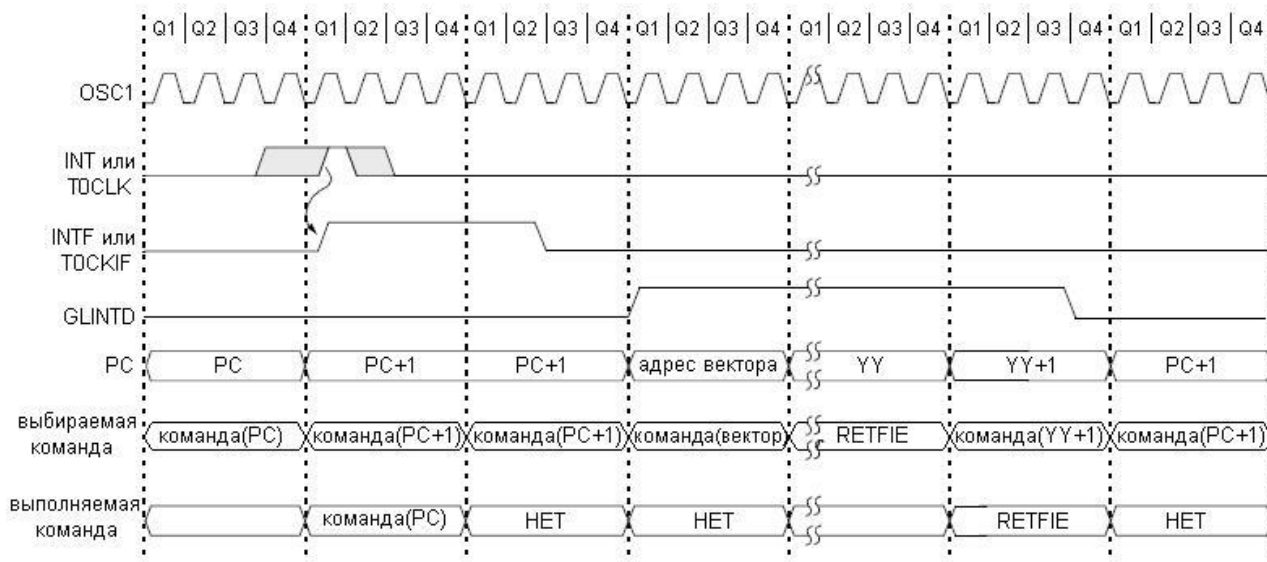 Q1 Q2 Q3 Q4 Q1 Q2 Q3 Q4 Q1 Q2 Q3 Q4 Q1 Q2 Q3 Q4 Q1 Q2 Q3 Q4 Q1 Q2 Q3 Q4 Q1 Q2 Q3 Q4
OSC1
INT или
T0CLK
INTF или
T0CKIF
GLINTD
PC PC PC+1 PC+1 адрес вектора YY YY+1 PC+1
выбираемая
команда
команда(PC) команда(PC+1) команда(PC+1) команда(вектор) RETFIE команда(YY+1) команда(PC+1)
выполняемая
команда
команда(PC) НЕТ НЕТ RETFIE НЕТ